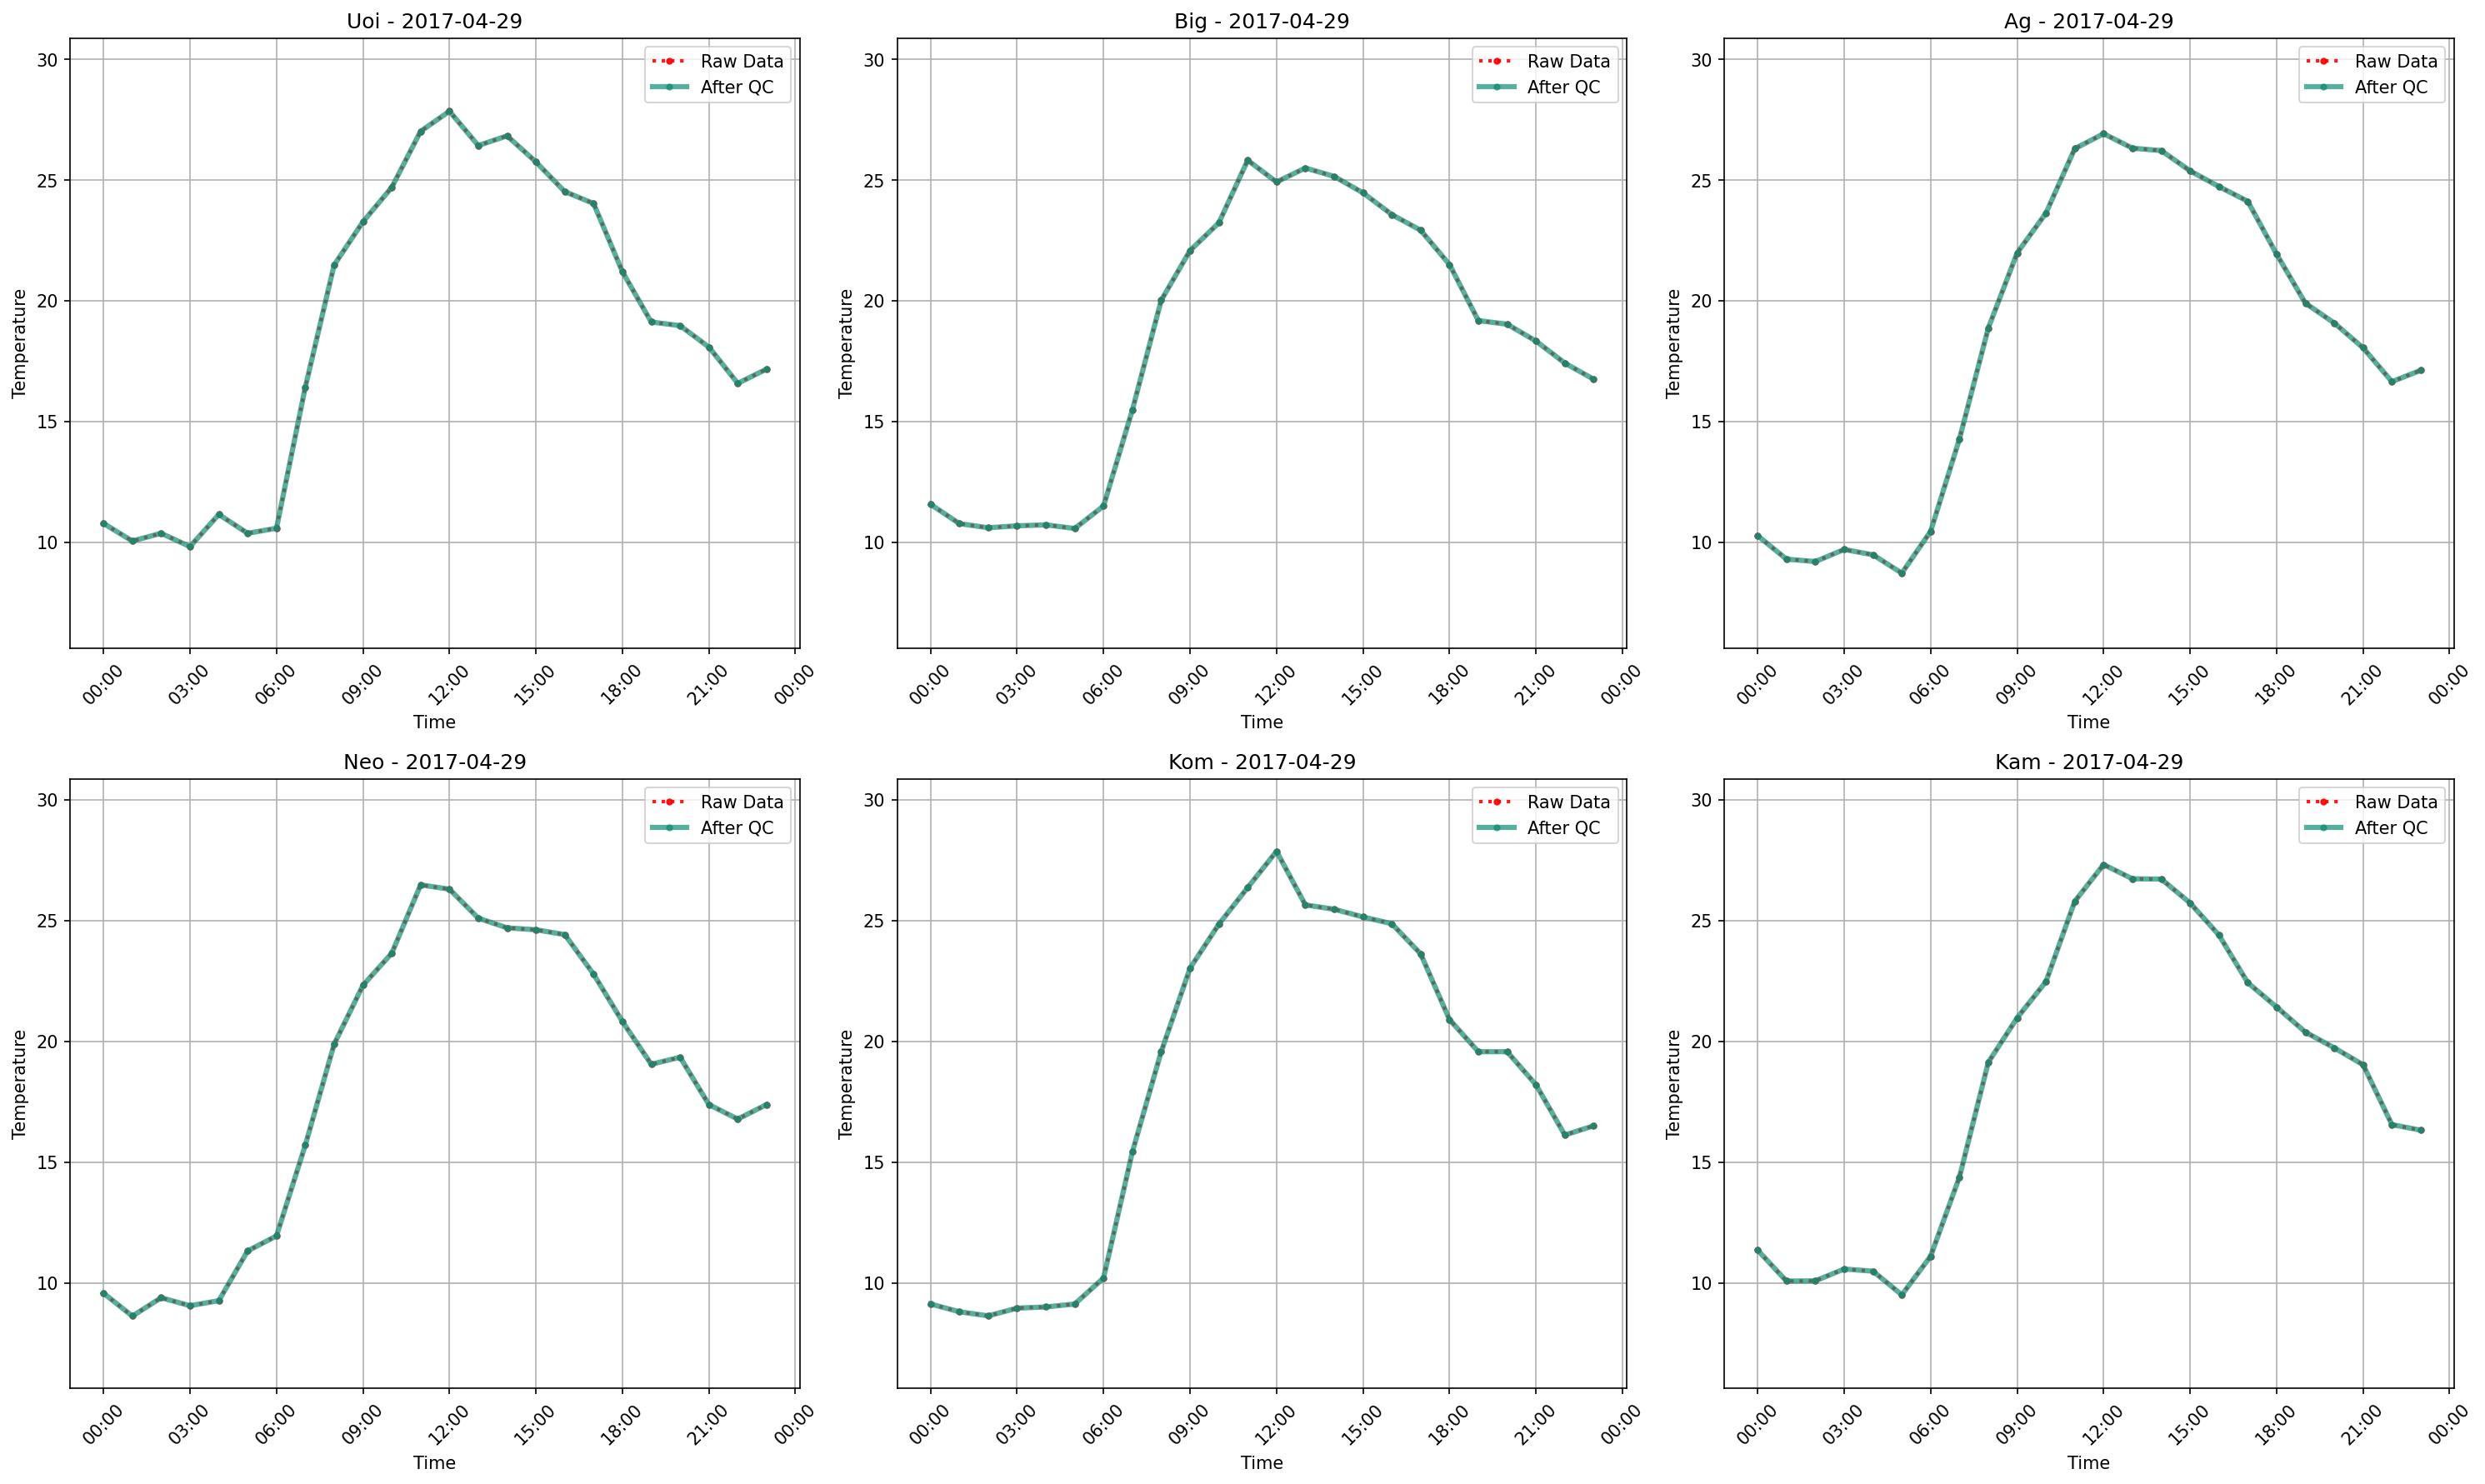 Uoi - 2017-04-29
Raw Data
After QC
Temperature
30
25
20
15
10
00:00
03:00
06:00
09:00
12:00
15:00
18:00
21:00
00:00
Time
Big - 2017-04-29
Raw Data
After QC
Temperature
30
25
20
15
10
00:00
03:00
06:00
09:00
12:00
15:00
18:00
21:00
00:00
Time
Ag - 2017-04-29
Raw Data
After QC
Temperature
30
25
20
15
10
00:00
03:00
06:00
09:00
12:00
15:00
18:00
21:00
00:00
Time
Neo - 2017-04-29
Raw Data
After QC
Temperature
30
25
20
15
10
00:00
03:00
06:00
09:00
12:00
15:00
18:00
21:00
00:00
Time
Kom - 2017-04-29
Raw Data
After QC
Temperature
30
25
20
15
10
00:00
03:00
06:00
09:00
12:00
15:00
18:00
21:00
00:00
Time
Kam - 2017-04-29
Raw Data
After QC
Temperature
30
25
20
15
10
00:00
03:00
06:00
09:00
12:00
15:00
18:00
21:00
00:00
Time